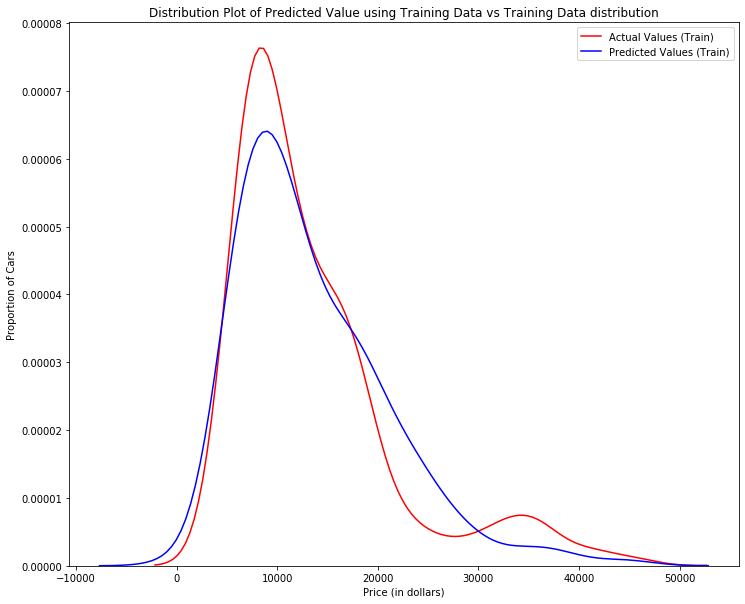 Distribution Plot of Predicted Value using Training Data vs Training Data distribution
Actual Values (Train)
Predicted Values (Train)
0.00008
0.00007
0.00006
0.00005
0.00004
0.00003
0.00002
0.00001
0.00000
Proportion of Cars
−10000 0 10000 20000 30000 40000 50000
Price (in dollars)